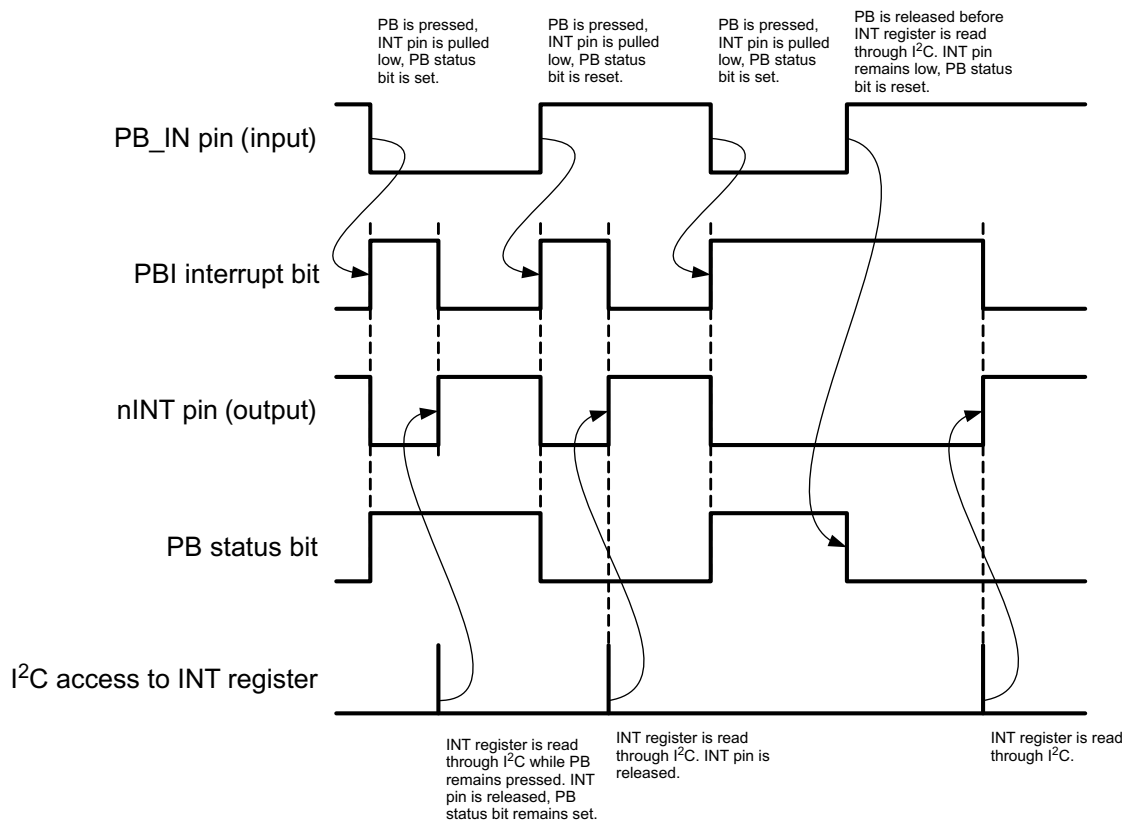 PB is pressed,
INT pin is pulled
low, PB status
bit is set.
PB is pressed,
INT pin is pulled
low, PB status
bit is reset.
PB is pressed,
INT pin is pulled
low, PB status
bit is set.
PB is released before
INT register is read
through I²C. INT pin
remains low, PB status
bit is reset.
PB_IN pin (input)
PBI interrupt bit
nINT pin (output)
PB status bit
I²C access to INT register
INT register is read
through I²C while PB
remains pressed. INT
pin is released, PB
status bit remains set.
INT register is read
through I²C. INT pin is
released.
INT register is read
through I²C.